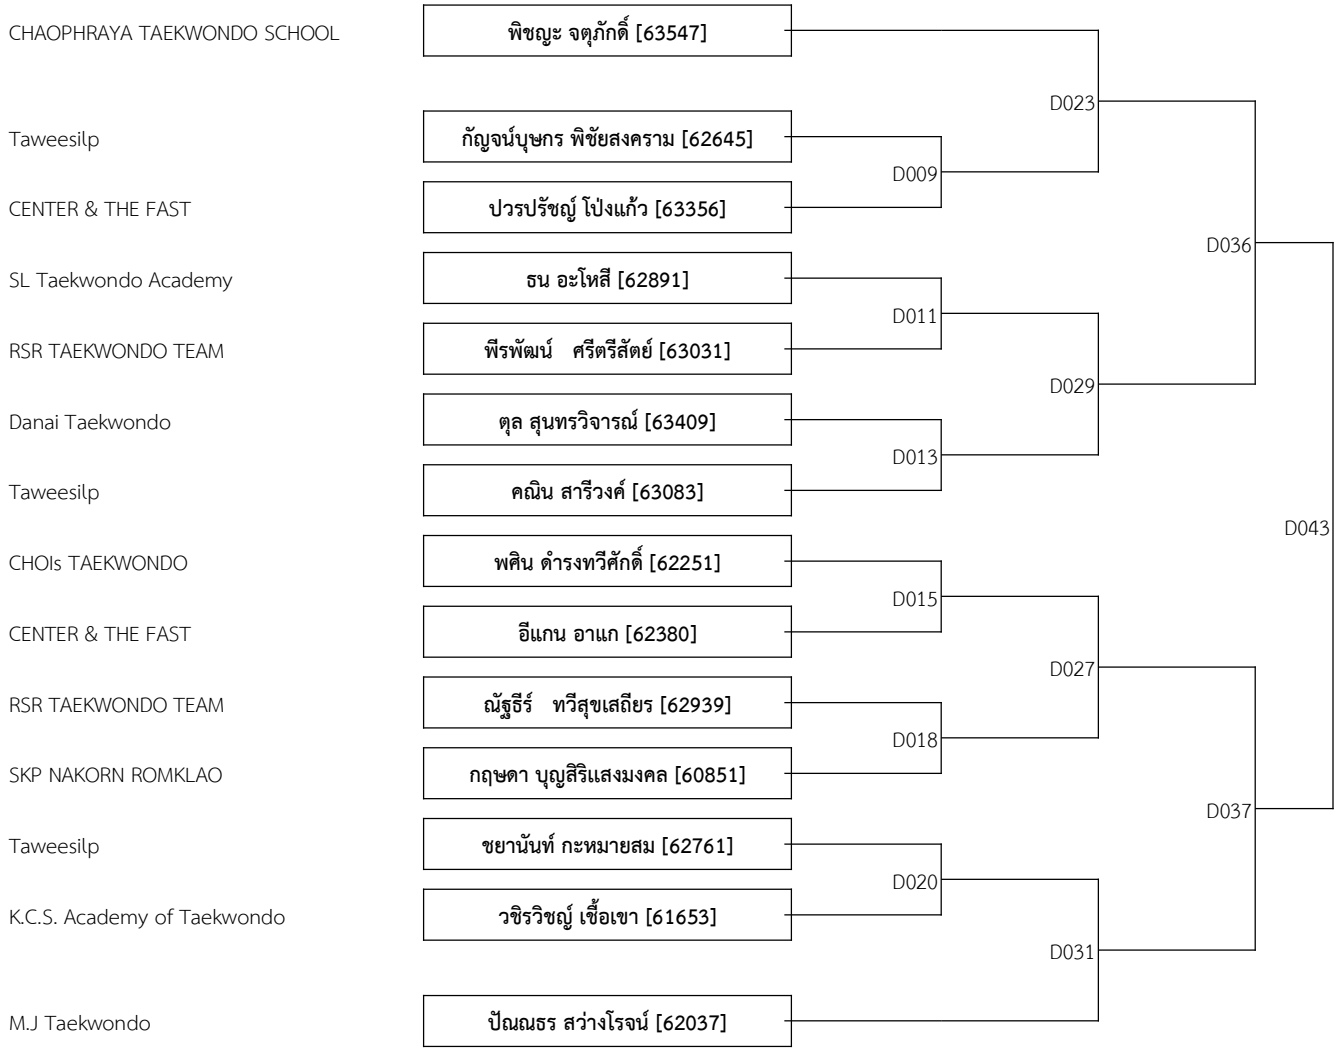 CHAOPHRAYA TAEKWONDO SCHOOL พิชญะ จตุภักดิ์ [63547]
D023
Taweesilp กัญจน์บุษกร พิชัยสงคราม [62645]
D009
CENTER & THE FAST ปวรปรัชญ์ โป่งแก้ว [63356]
D036
SL Taekwondo Academy ธน อะโหสี [62891]
D011
RSR TAEKWONDO TEAM พีรพัฒน์ ศรีตรีสัตย์ [63031]
D029
Danai Taekwondo ตุล สุนทรวิจารณ์ [63409]
D013
Taweesilp คณิน สารีวงค์ [63083]
D043
CHOIs TAEKWONDO พศิน ดำรงทวีศักดิ์ [62251]
D015
CENTER & THE FAST อีแกน อาแก [62380]
D027
RSR TAEKWONDO TEAM ณัฐธีร์ ทวีสุขเสถียร [62939]
D018
SKP NAKORN ROMKLAO กฤษดา บุญสิริแสงมงคล [60851]
D037
Taweesilp ชยานันท์ กะหมายสม [62761]
D020
K.C.S. Academy of Taekwondo วชิรวิชญ์ เชื้อเขา [61653]
D031
M.J Taekwondo ปัณณธร สว่างโรจน์ [62037]